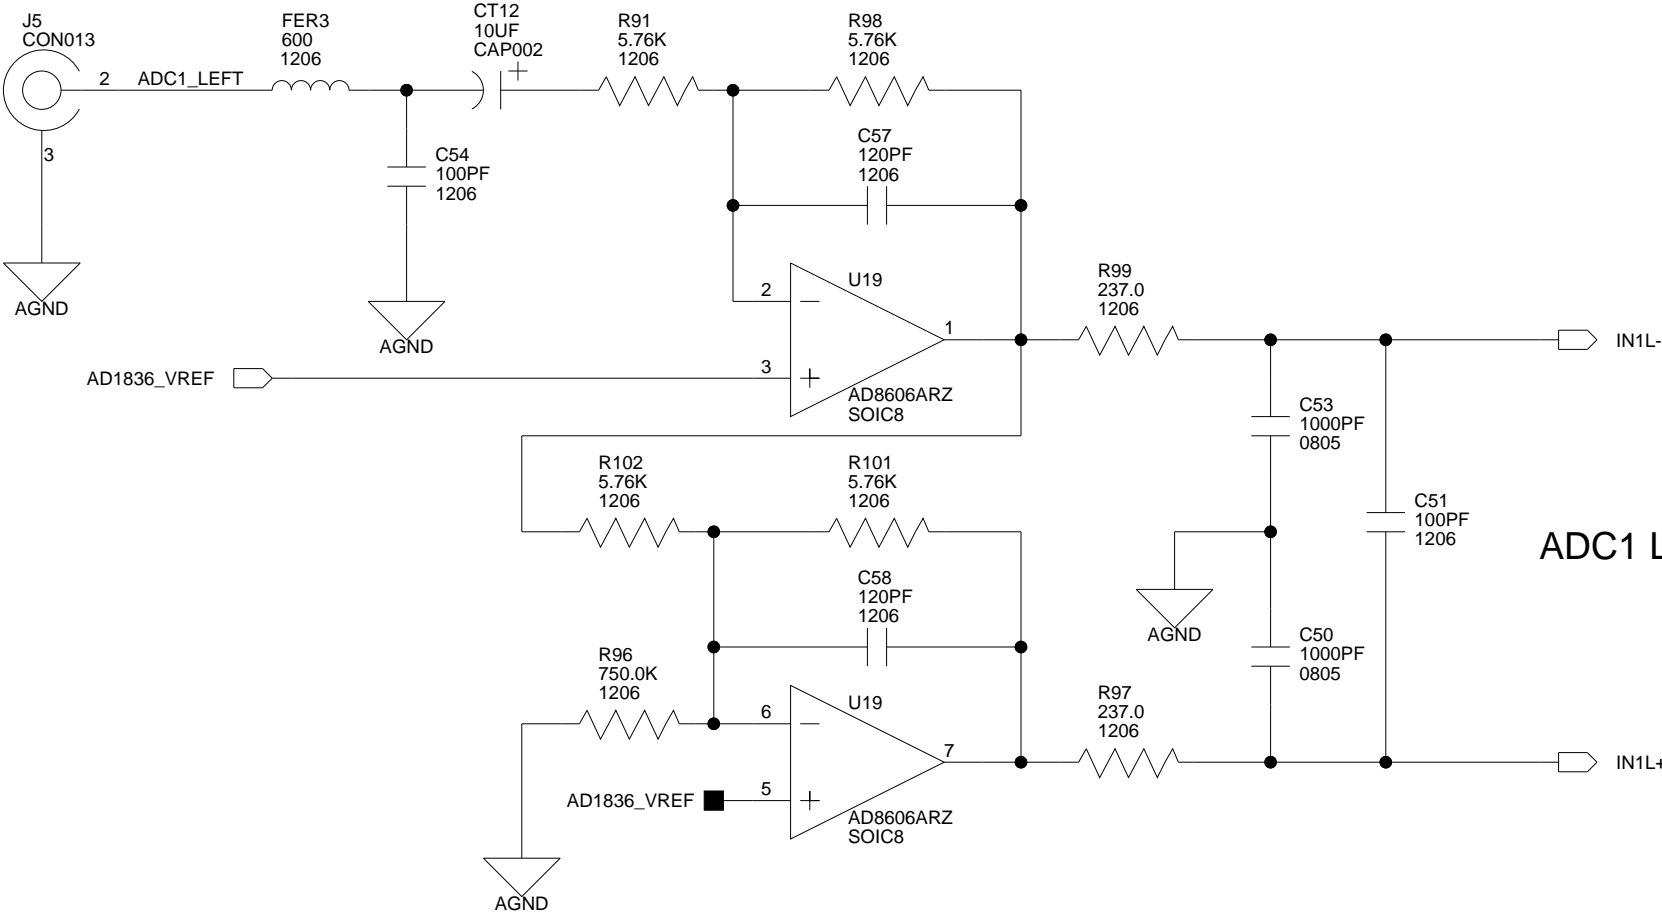 J5
CON013
2
ADC1_LEFT
3
AGND
FER3
600
1206
CT12
10UF
CAP002
+
C54
100PF
1206
AGND
R91
5.76K
1206
R98
5.76K
1206
C57
120PF
1206
U19
2
−
1
3
+
AD8606ARZ
SOIC8
AD1836_VREF
R99
237.0
1206
IN1L-
C53
1000PF
0805
C51
100PF
1206
ADC1 L
AGND
C50
1000PF
0805
R102
5.76K
1206
R101
5.76K
1206
C58
120PF
1206
R96
750.0K
1206
AGND
U19
6
−
7
5
+
AD1836_VREF
AD8606ARZ
SOIC8
R97
237.0
1206
IN1L+